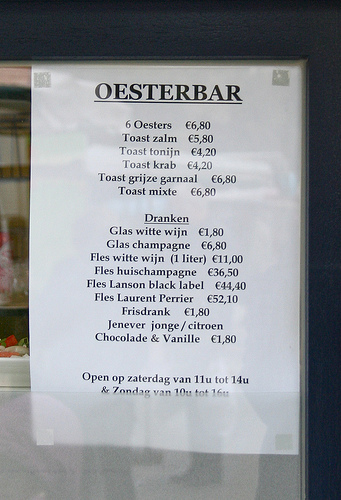 OESTERBAR
6 Oesters €6,80
Toast zalm €5,80
Toast tonijn €4,20
Toast krab €4,20
Toast grijze garnaal €6,80
Toast mixte €6,80
Dranken
Glas witte wijn €1,80
Glas champagne €6,80
Fles witte wijn (1 liter) €11,00
Fles huischampagne €36,50
Fles Lanson black label €44,40
Fles Laurent Perrier €52,10
Frisdrank €1,80
Jenever jonge/citroen
Chocolade & Vanille €1,80
Open op zaterdag van 11u tot 14u
& Zondag van 10u tot 16u